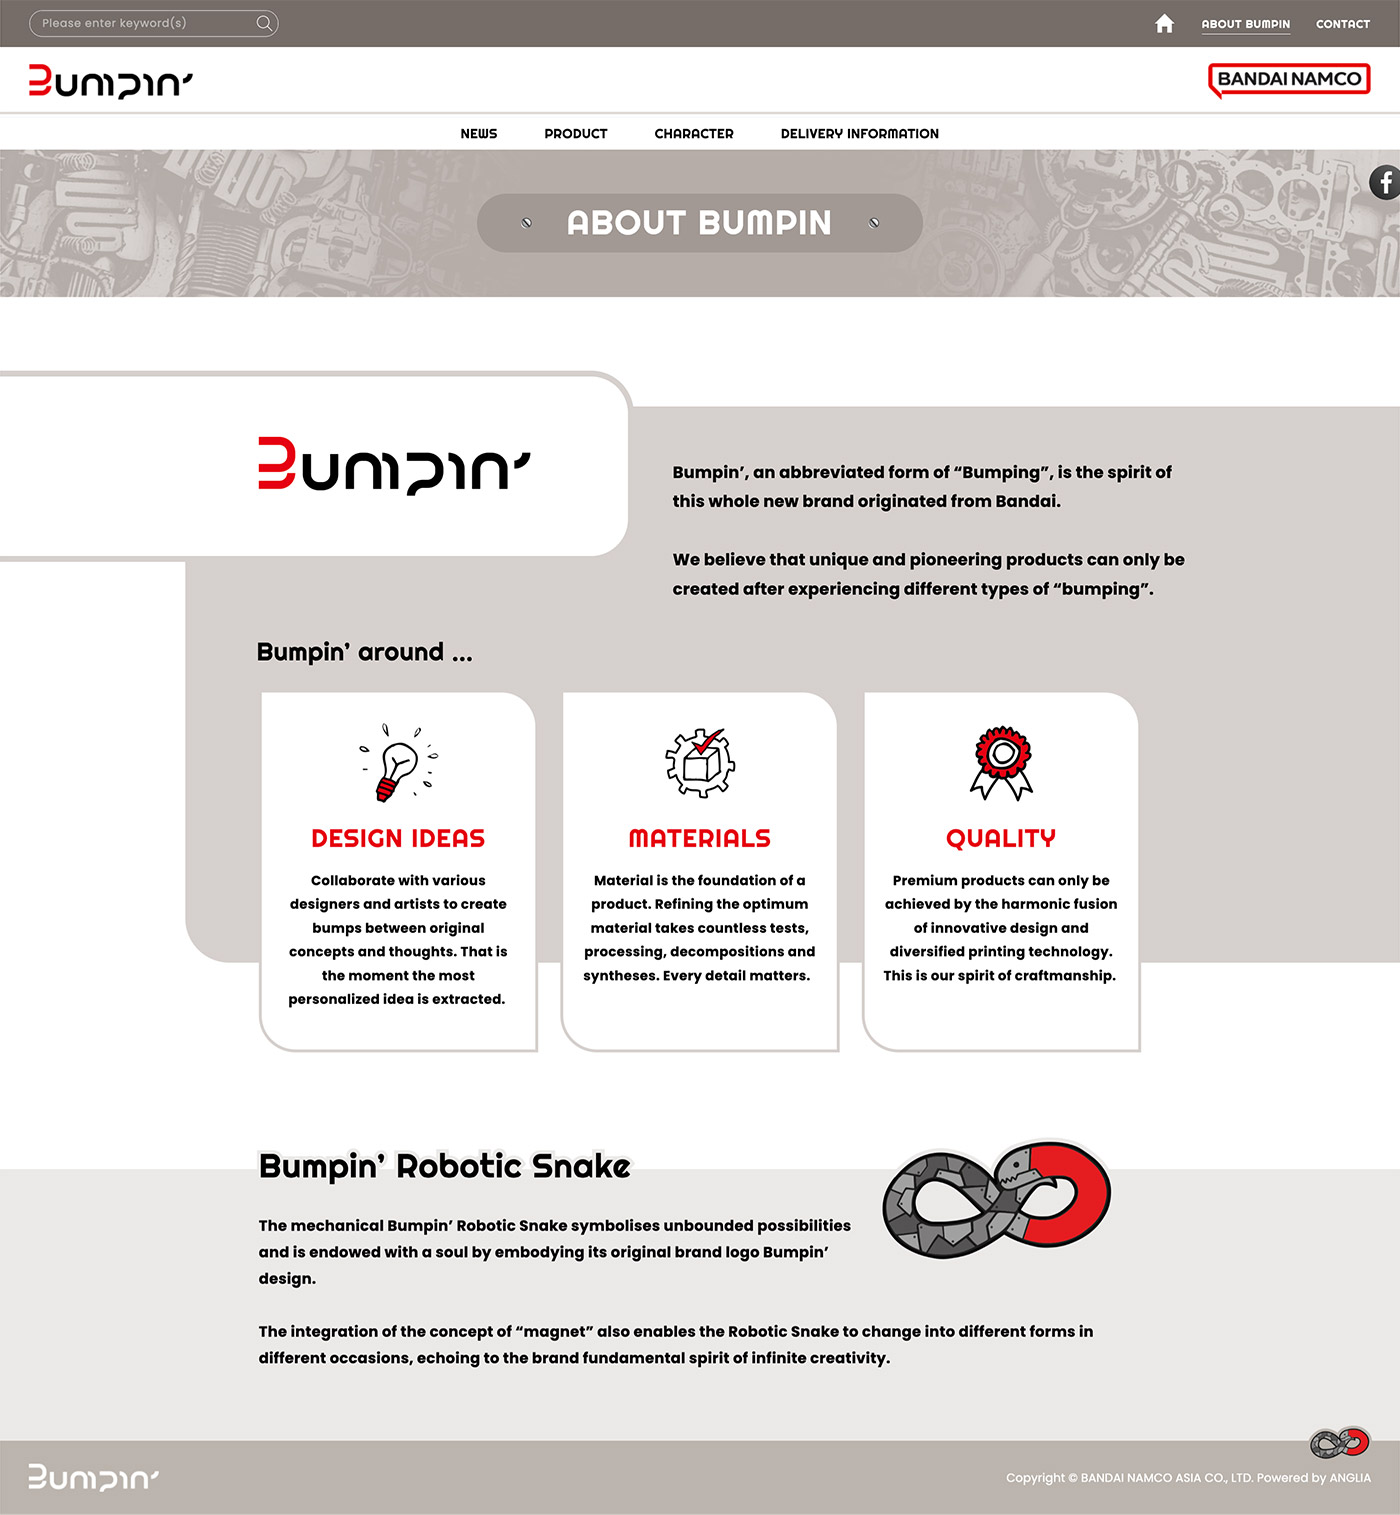 Please enter keyword(s)
ABOUT BUMPIN
CONTACT
Bumpin’
BANDAI NAMCO
NEWS
PRODUCT
CHARACTER
DELIVERY INFORMATION
ABOUT BUMPIN
Bumpin’
Bumpin’, an abbreviated form of “Bumping”, is the spirit of
this whole new brand originated from Bandai.
We believe that unique and pioneering products can only be
created after experiencing different types of “bumping”.
Bumpin’ around ...
DESIGN IDEAS
Collaborate with various
designers and artists to create
bumps between original
concepts and thoughts. That is
the moment the most
personalized idea is extracted.
MATERIALS
Material is the foundation of a
product. Refining the optimum
material takes countless tests,
processing, decompositions and
syntheses. Every detail matters.
QUALITY
Premium products can only be
achieved by the harmonic fusion
of innovative design and
diversified printing technology.
This is our spirit of craftmanship.
Bumpin’ Robotic Snake
The mechanical Bumpin’ Robotic Snake symbolises unbounded possibilities
and is endowed with a soul by embodying its original brand logo Bumpin’
design.
The integration of the concept of “magnet” also enables the Robotic Snake to change into different forms in
different occasions, echoing to the brand fundamental spirit of infinite creativity.
Bumpin’
Copyright © BANDAI NAMCO ASIA CO., LTD. Powered by ANGLIA